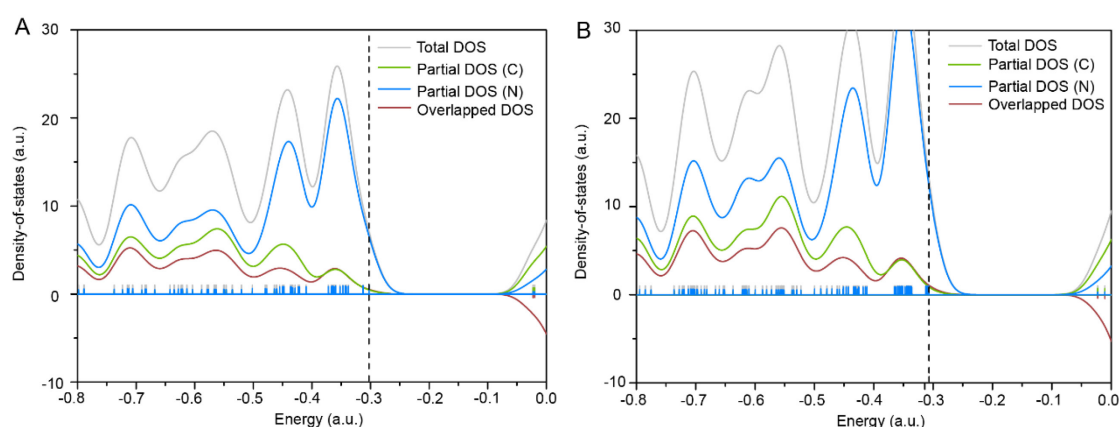 A
30
20
10
0
-10
Density-of-states (a.u.)
Total DOS
Partial DOS (C)
Partial DOS (N)
Overlapped DOS
-0.8 -0.7 -0.6 -0.5 -0.4 -0.3 -0.2 -0.1 0.0
Energy (a.u.)
B
30
20
10
0
-10
Density-of-states (a.u.)
Total DOS
Partial DOS (C)
Partial DOS (N)
Overlapped DOS
-0.8 -0.7 -0.6 -0.5 -0.4 -0.3 -0.2 -0.1 0.0
Energy (a.u.)